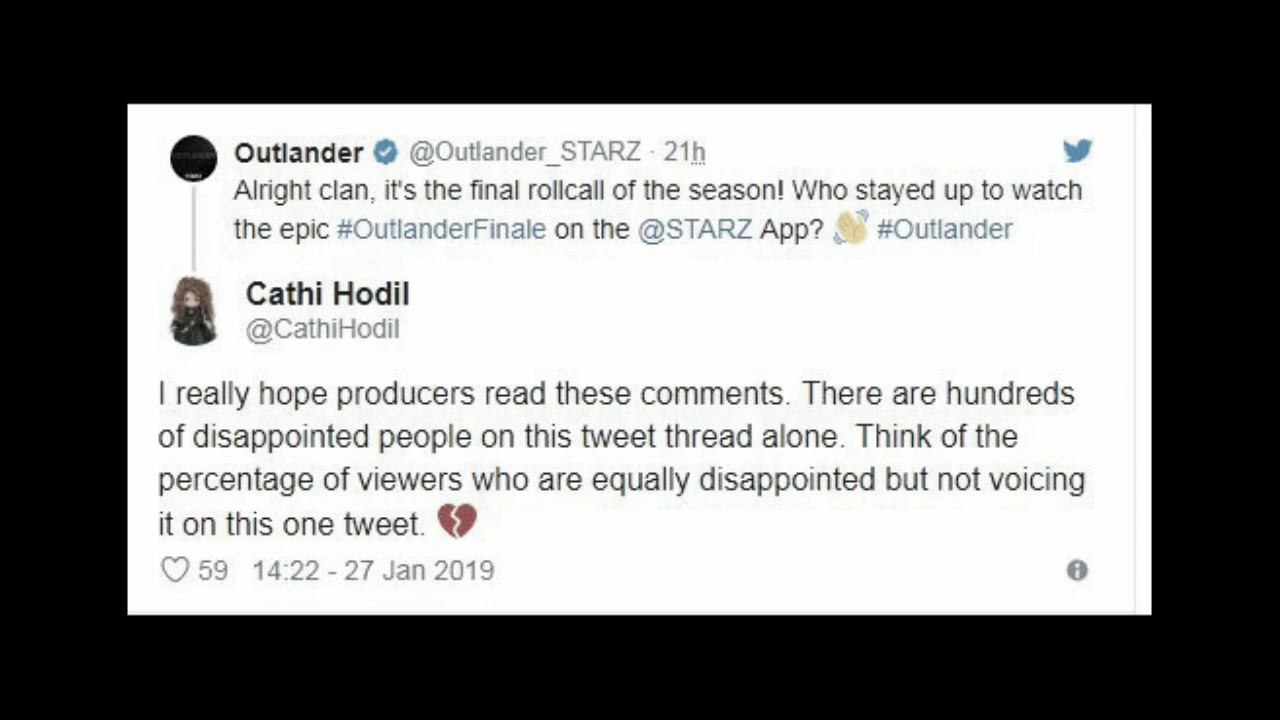 Outlander @Outlander_STARZ · 21h
Alright clan, it's the final rollcall of the season! Who stayed up to watch
the epic #OutlanderFinale on the @STARZ App? 👋 #Outlander
Cathi Hodil
@CathiHodil
I really hope producers read these comments. There are hundreds
of disappointed people on this tweet thread alone. Think of the
percentage of viewers who are equally disappointed but not voicing
it on this one tweet. 💔
59 14:22 - 27 Jan 2019